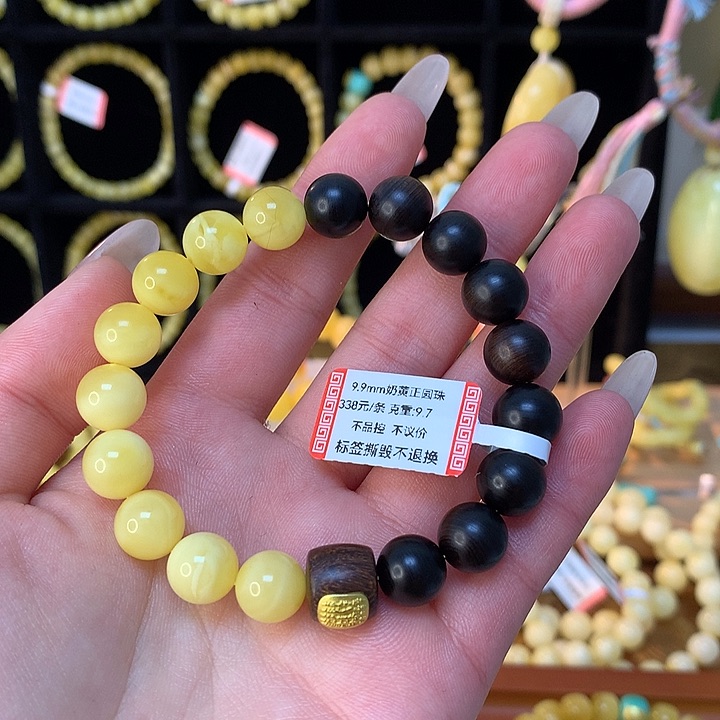 9.9mm奶黄正圆珠
338元/条 克重:9.7
不品控 不议价
标签撕毁不退换